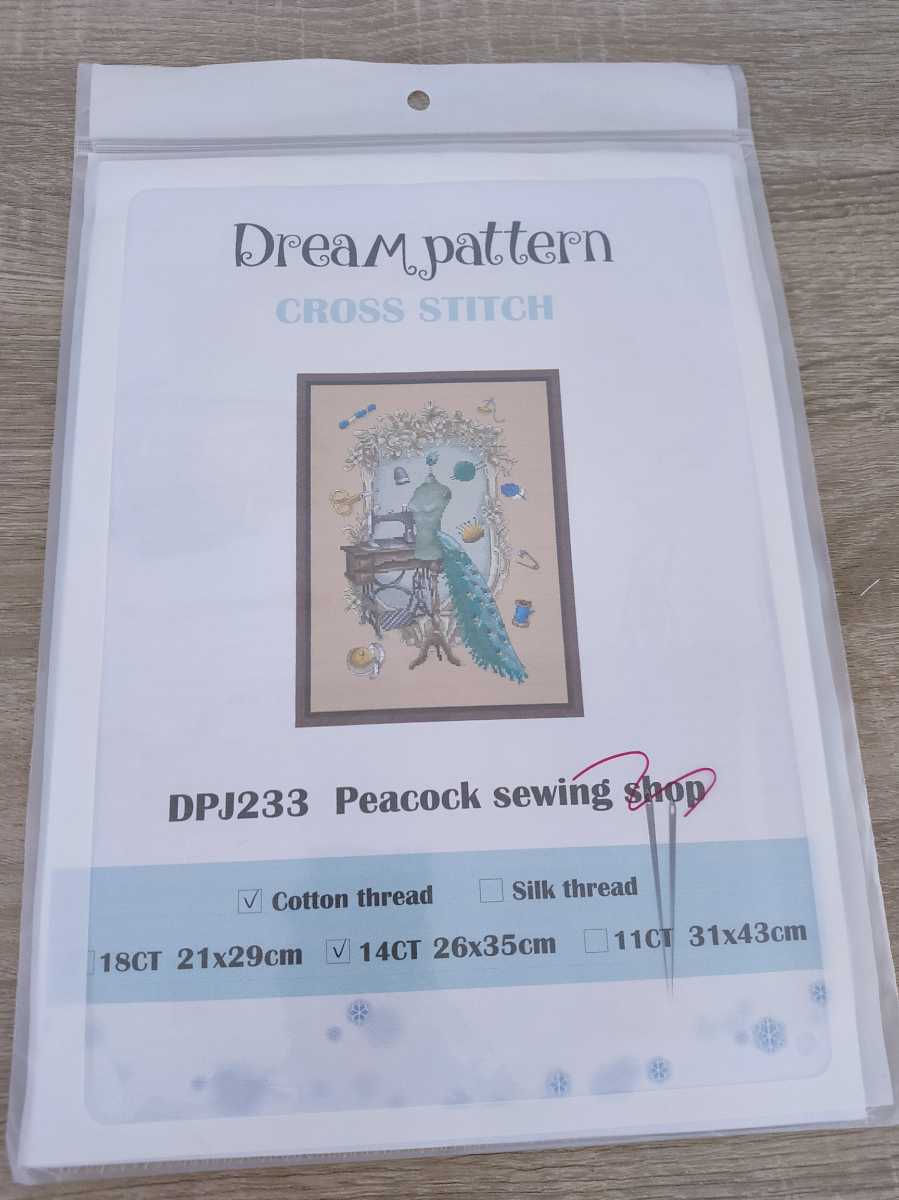 Dream pattern
CROSS STITCH
DPJ233 Peacock sewing shop
☑ Cotton thread ☐ Silk thread
☐ 18CT 21x29cm ☑ 14CT 26x35cm ☐ 11CT 31x43cm